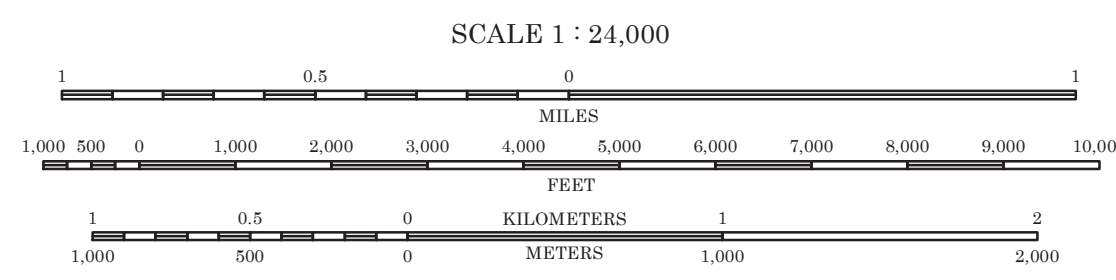 SCALE 1 : 24,000
1 0.5 0 1
MILES
1,000 500 0 1,000 2,000 3,000 4,000 5,000 6,000 7,000 8,000 9,000 10,00
FEET
1 0.5 0 KILOMETERS 1 2
1,000 500 0 METERS 1,000 2,000